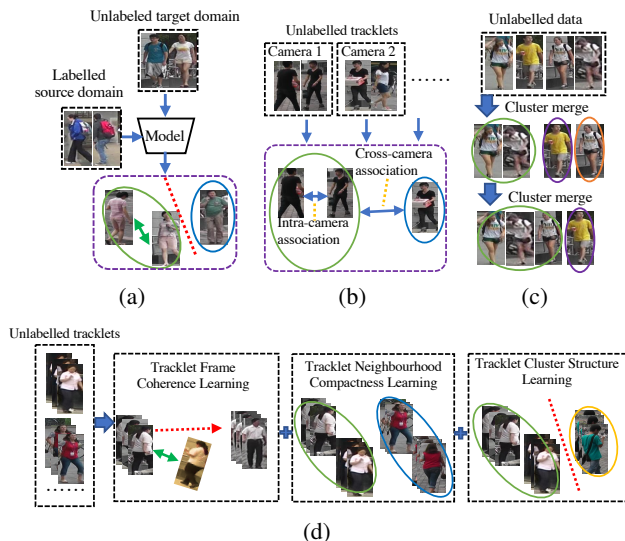 Unlabeled target domain
Labelled
source domain
Model
(a)
Unlabelled tracklets
Camera 1
Camera 2
......
Cross-camera
association
Intra-camera
association
(b)
Unlabelled data
Cluster merge
Cluster merge
(c)
Unlabelled tracklets
......
Tracklet Frame
Coherence Learning
Tracklet Neighbourhood
Compactness Learning
Tracklet Cluster Structure
Learning
(d)